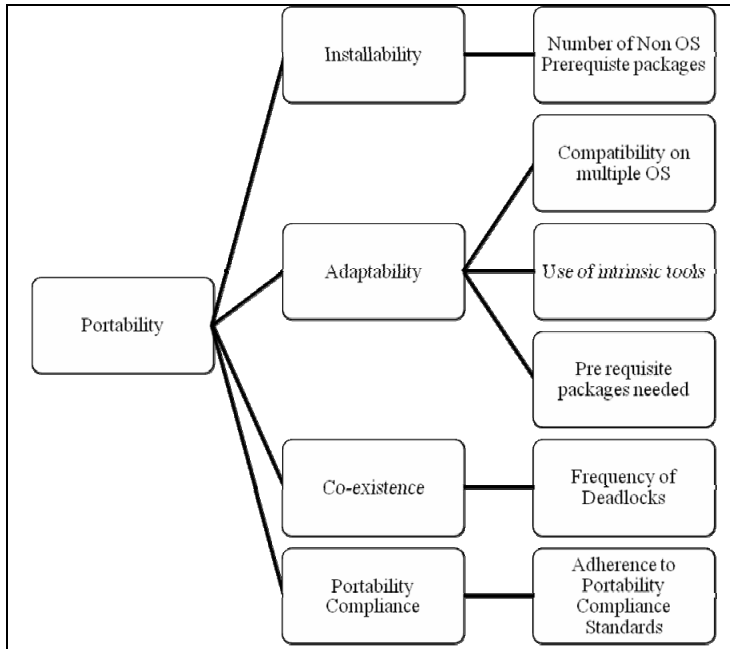 Installability
Number of Non OS
Prerequiste packages
Compatibility on
multiple OS
Adaptability
Use of intrinsic tools
Portability
Pre requisite
packages needed
Co-existence
Frequency of
Deadlocks
Portability
Compliance
Adherence to
Portability
Compliance
Standards